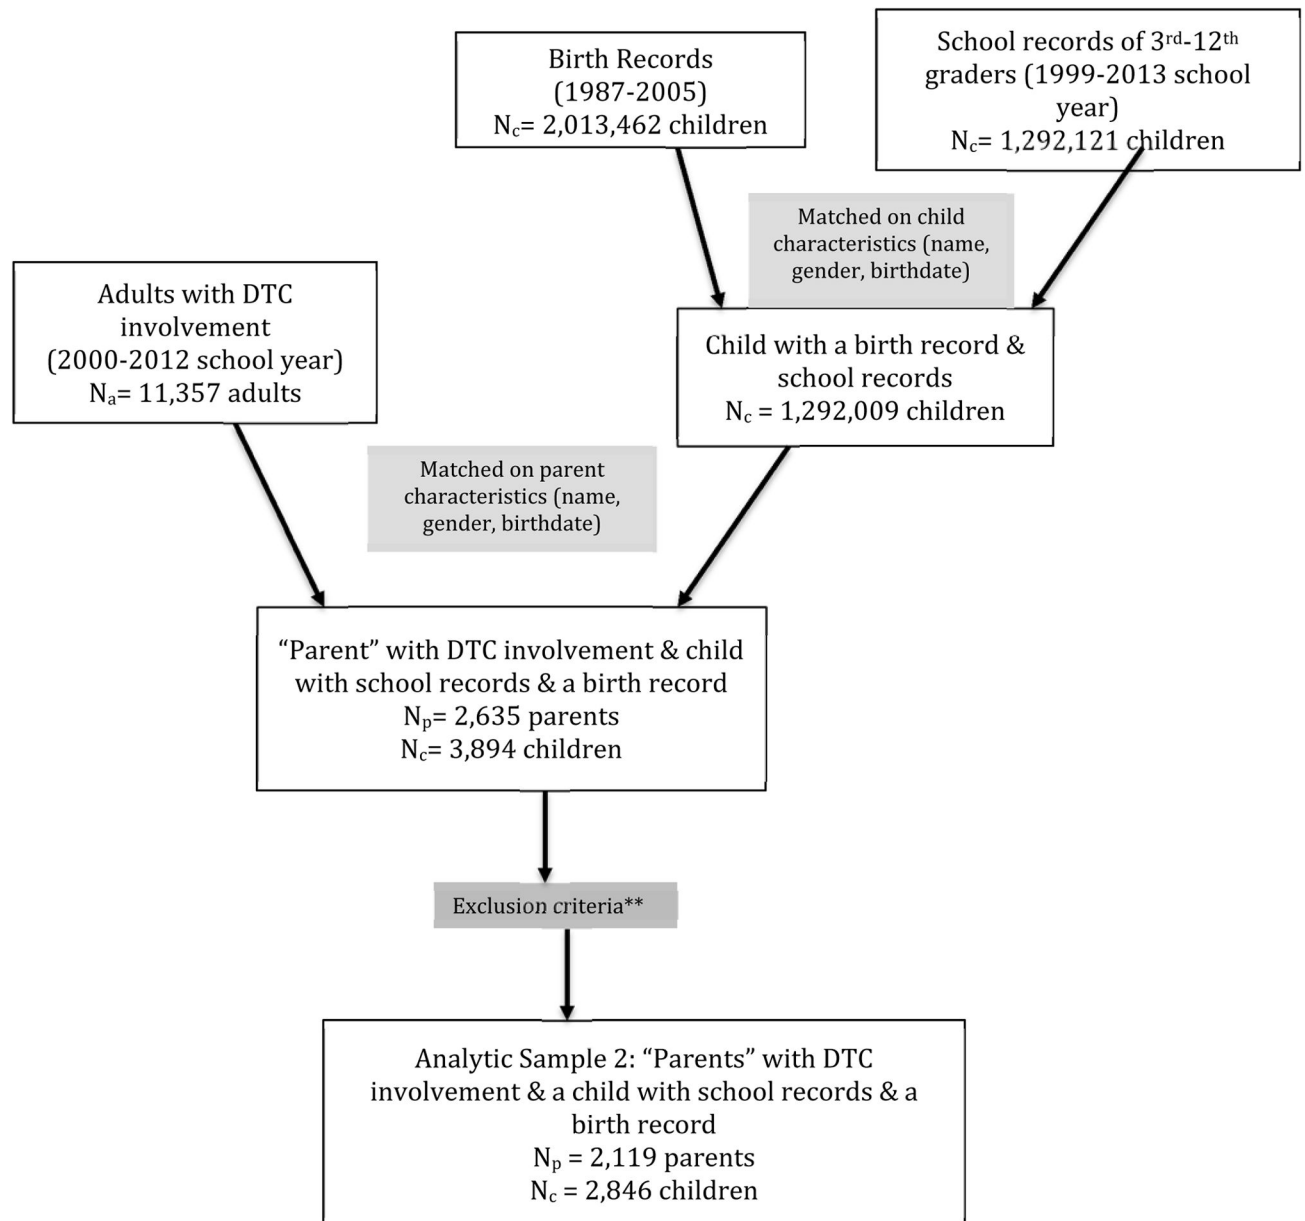 Birth Records
(1987-2005)
Nc= 2,013,462 children
School records of 3rd-12th
graders (1999-2013 school
year)
Nc= 1,292,121 children
Matched on child
characteristics (name,
gender, birthdate)
Adults with DTC
involvement
(2000-2012 school year)
Na= 11,357 adults
Child with a birth record &
school records
Nc = 1,292,009 children
Matched on parent
characteristics (name,
gender, birthdate)
“Parent” with DTC involvement & child
with school records & a birth record
Np= 2,635 parents
Nc= 3,894 children
Exclusion criteria**
Analytic Sample 2: “Parents” with DTC
involvement & a child with school records & a
birth record
Np = 2,119 parents
Nc = 2,846 children